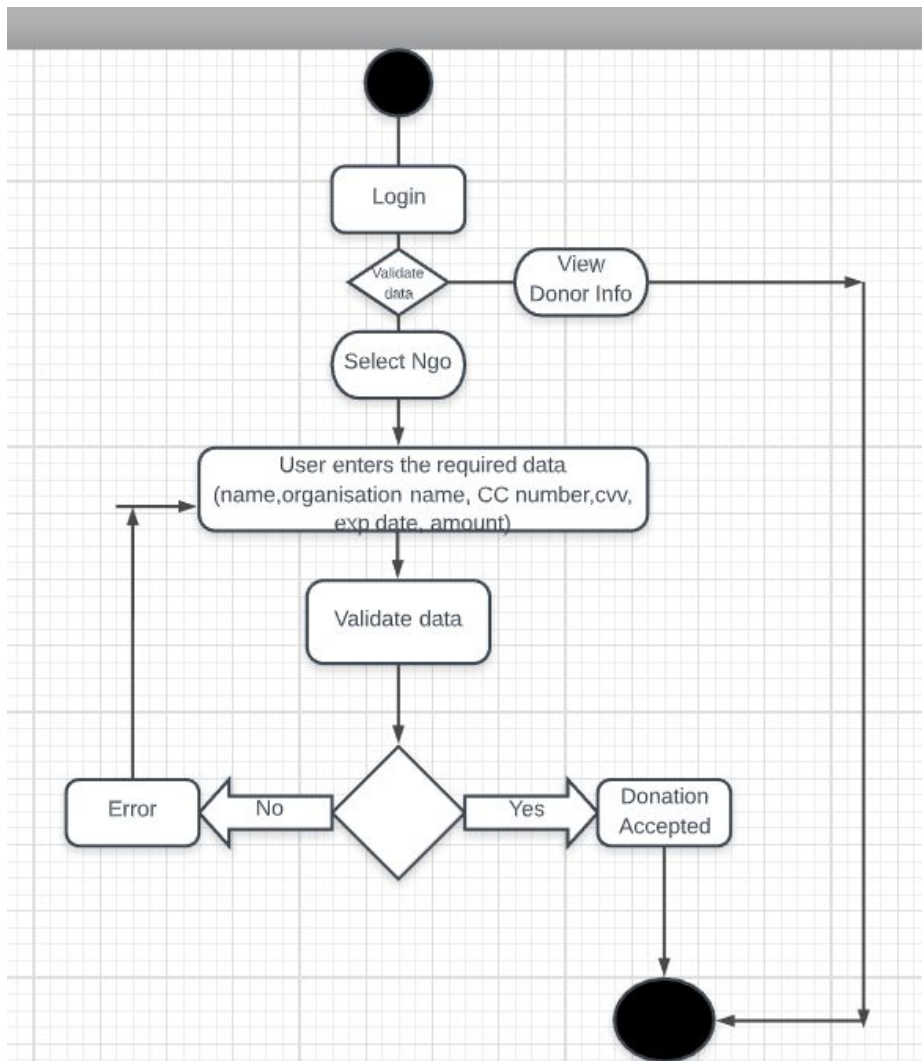 Login
Validate
data
View
Donor Info
Select Ngo
User enters the required data
(name,organisation name, CC number,cvv,
exp date, amount)
Validate data
Error
No
Yes
Donation
Accepted